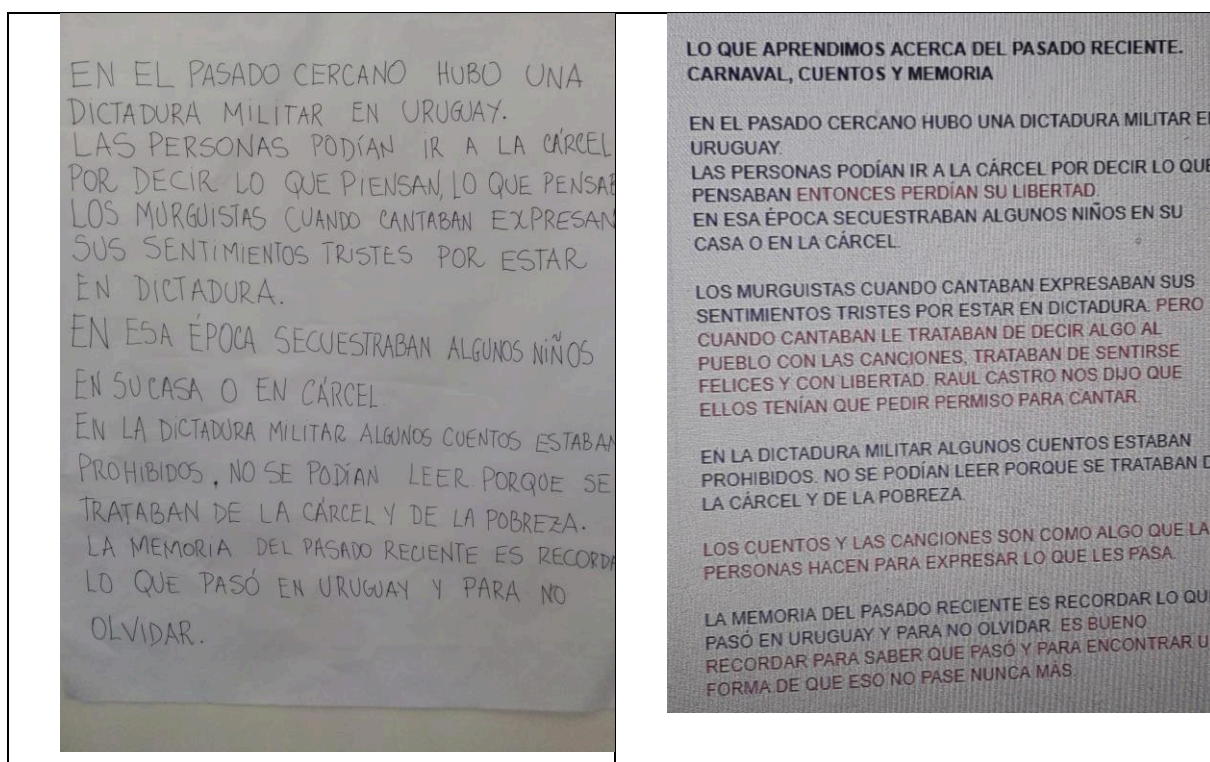 EN EL PASADO CERCANO HUBO UNA
DICTADURA MILITAR EN URUGUAY.
LAS PERSONAS PODÍAN IR A LA CÁRCEL
POR DECIR LO QUE PIENSAN, LO QUE PENSAB
LOS MURGUISTAS CUANDO CANTABAN EXPRESAN
SUS SENTIMIENTOS TRISTES POR ESTAR
EN DICTADURA.
EN ESA ÉPOCA SECUESTRABAN ALGUNOS NIÑOS
EN SU CASA O EN CÁRCEL
EN LA DICTADURA MILITAR ALGUNOS CUENTOS ESTABAN
PROHIBIDOS, NO SE PODÍAN LEER PORQUE SE
TRATABAN DE LA CÁRCEL Y DE LA POBREZA.
LA MEMORIA DEL PASADO RECIENTE ES RECORDA
LO QUE PASÓ EN URUGUAY Y PARA NO
OLVIDAR.
LO QUE APRENDIMOS ACERCA DEL PASADO RECIENTE.
CARNAVAL, CUENTOS Y MEMORIA
EN EL PASADO CERCANO HUBO UNA DICTADURA MILITAR E
URUGUAY.
LAS PERSONAS PODÍAN IR A LA CÁRCEL POR DECIR LO QUE
PENSABAN ENTONCES PERDÍAN SU LIBERTAD.
EN ESA ÉPOCA SECUESTRABAN ALGUNOS NIÑOS EN SU
CASA O EN LA CÁRCEL.
LOS MURGUISTAS CUANDO CANTABAN EXPRESABAN SUS
SENTIMIENTOS TRISTES POR ESTAR EN DICTADURA. PERO
CUANDO CANTABAN LE TRATABAN DE DECIR ALGO AL
PUEBLO CON LAS CANCIONES, TRATABAN DE SENTIRSE
FELICES Y CON LIBERTAD. RAUL CASTRO NOS DIJO QUE
ELLOS TENÍAN QUE PEDIR PERMISO PARA CANTAR.
EN LA DICTADURA MILITAR ALGUNOS CUENTOS ESTABAN
PROHIBIDOS. NO SE PODÍAN LEER PORQUE SE TRATABAN D
LA CÁRCEL Y DE LA POBREZA.
LOS CUENTOS Y LAS CANCIONES SON COMO ALGO QUE LA
PERSONAS HACEN PARA EXPRESAR LO QUE LES PASA.
LA MEMORIA DEL PASADO RECIENTE ES RECORDAR LO QU
PASÓ EN URUGUAY Y PARA NO OLVIDAR. ES BUENO
RECORDAR PARA SABER QUE PASÓ Y PARA ENCONTRAR U
FORMA DE QUE ESO NO PASE NUNCA MÁS.